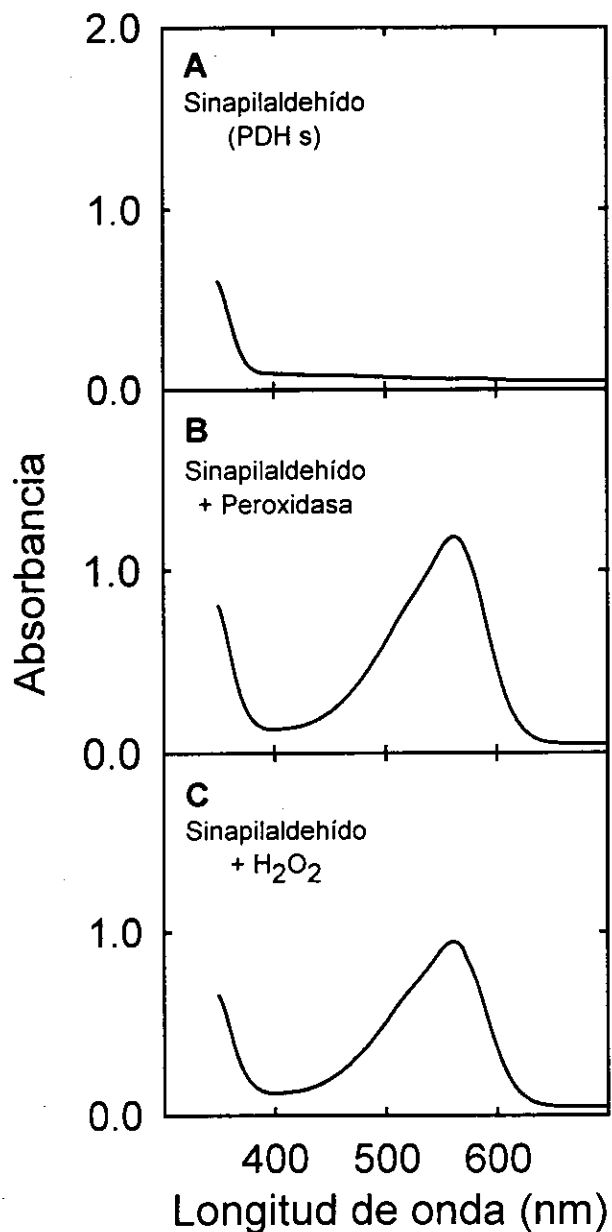 Absorbancia
2.0
A
Sinapilaldehído
(PDH s)
1.0
0.0
B
Sinapilaldehído
+ Peroxidasa
1.0
0.0
C
Sinapilaldehído
+ H2O2
1.0
0.0
400 500 600
Longitud de onda (nm)